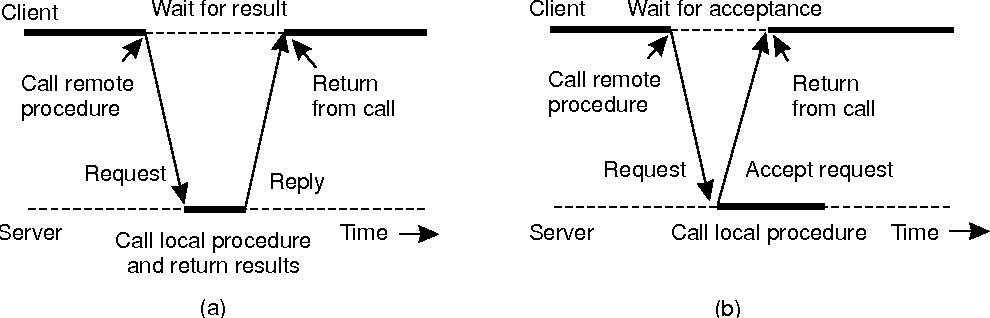 Client
Wait for result
Call remote
procedure
Return
from call
Request
Reply
Server
Call local procedure
and return results
Time
(a)
Client
Wait for acceptance
Call remote
procedure
Return
from call
Request
Accept request
Server
Call local procedure
Time
(b)